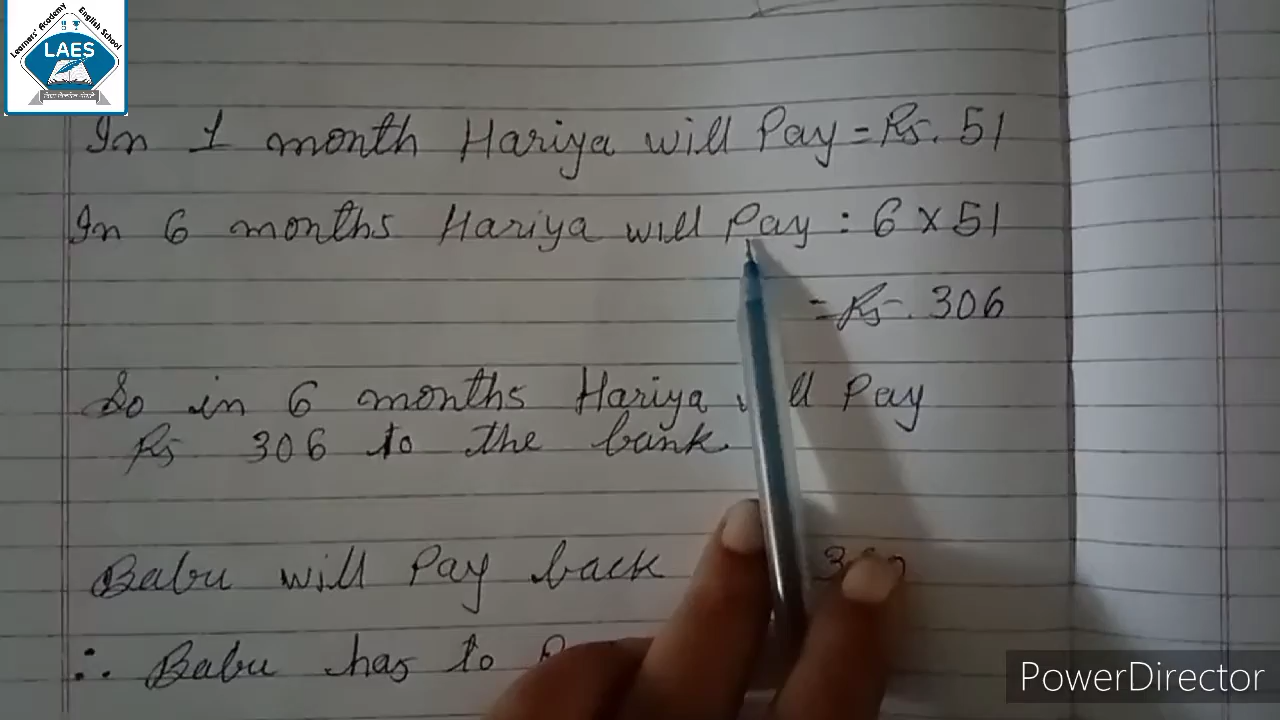 Learners' Academy English School
LAES
In 1 month Hariya will Pay = Rs. 51
In 6 months Hariya will Pay : 6 × 51
= Rs. 306
So in 6 months Hariya Pay
Rs 306 to the bank.
Babu will Pay back
∴ Babu has to
PowerDirector